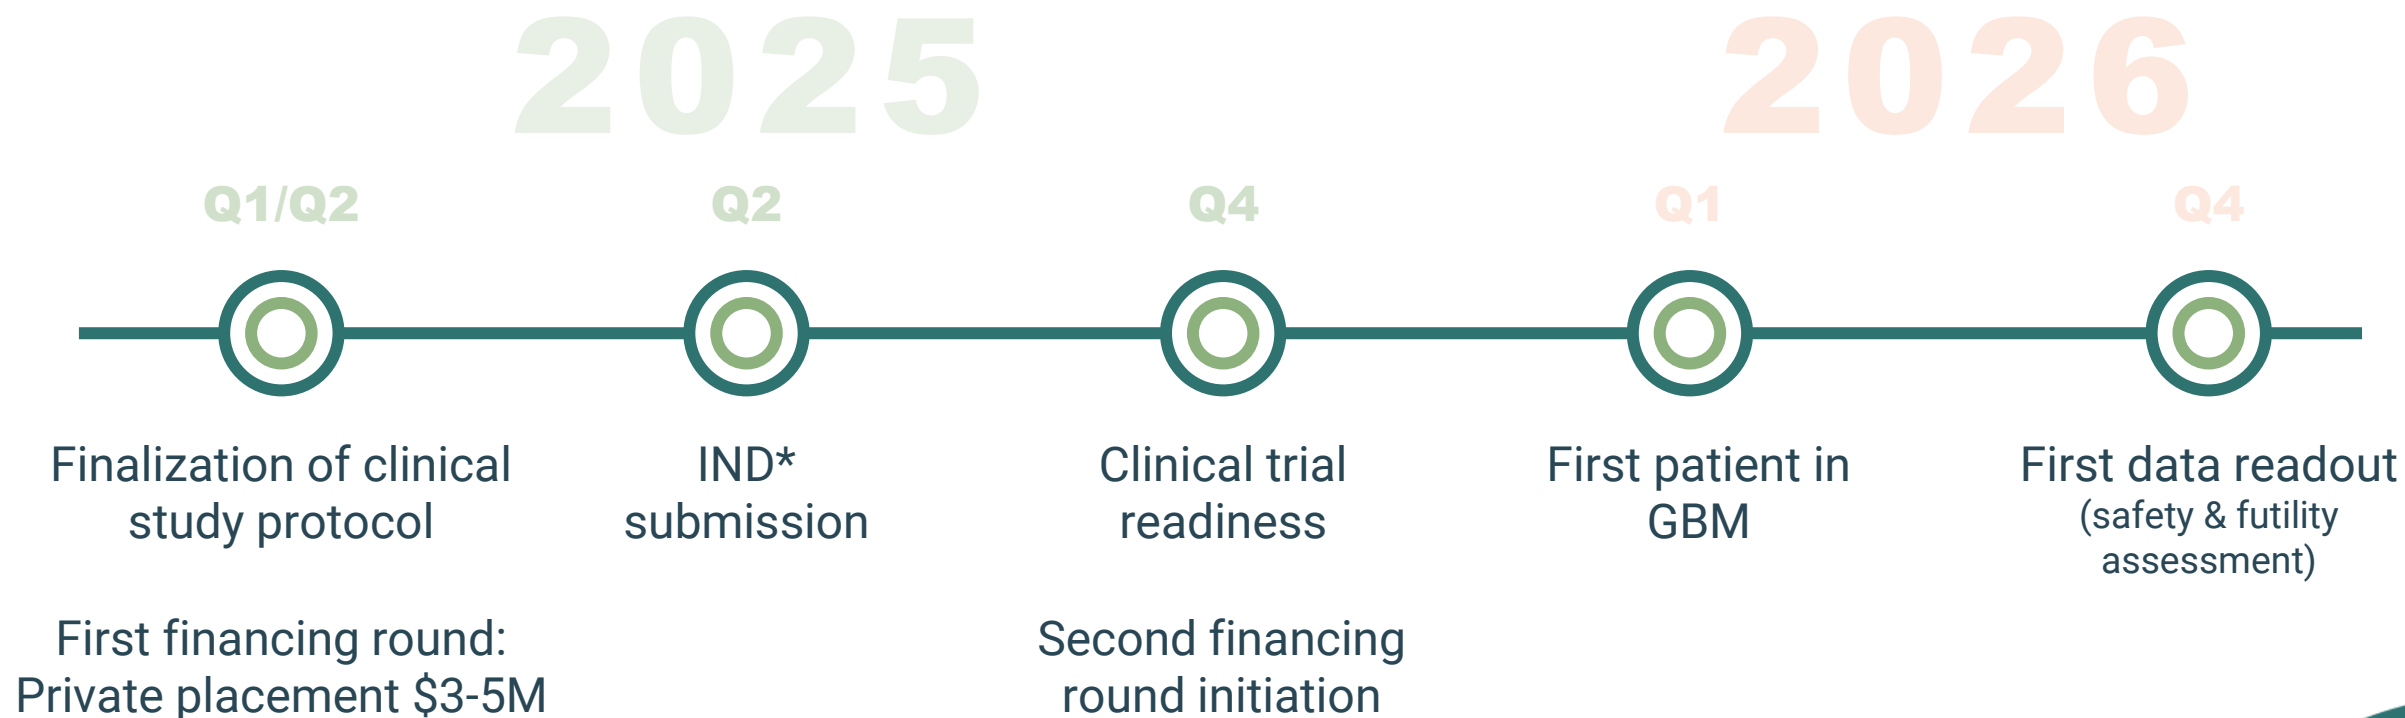 2025
2026
Q1/Q2
Q2
Q4
Q1
Q4
Finalization of clinical
study protocol
IND*
submission
Clinical trial
readiness
First patient in
GBM
First data readout
(safety & futility
assessment)
First financing round:
Private placement $3-5M
Second financing
round initiation